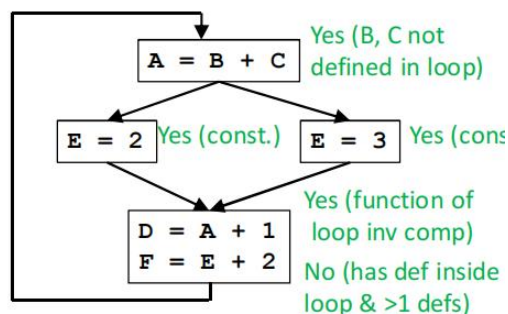 Yes (B, C not
A = B + C
defined in loop)
E = 2
Yes (const.)
E = 3
Yes (cons
Yes (function of
D = A + 1
loop inv comp)
F = E + 2
No (has def inside
loop & >1 defs)